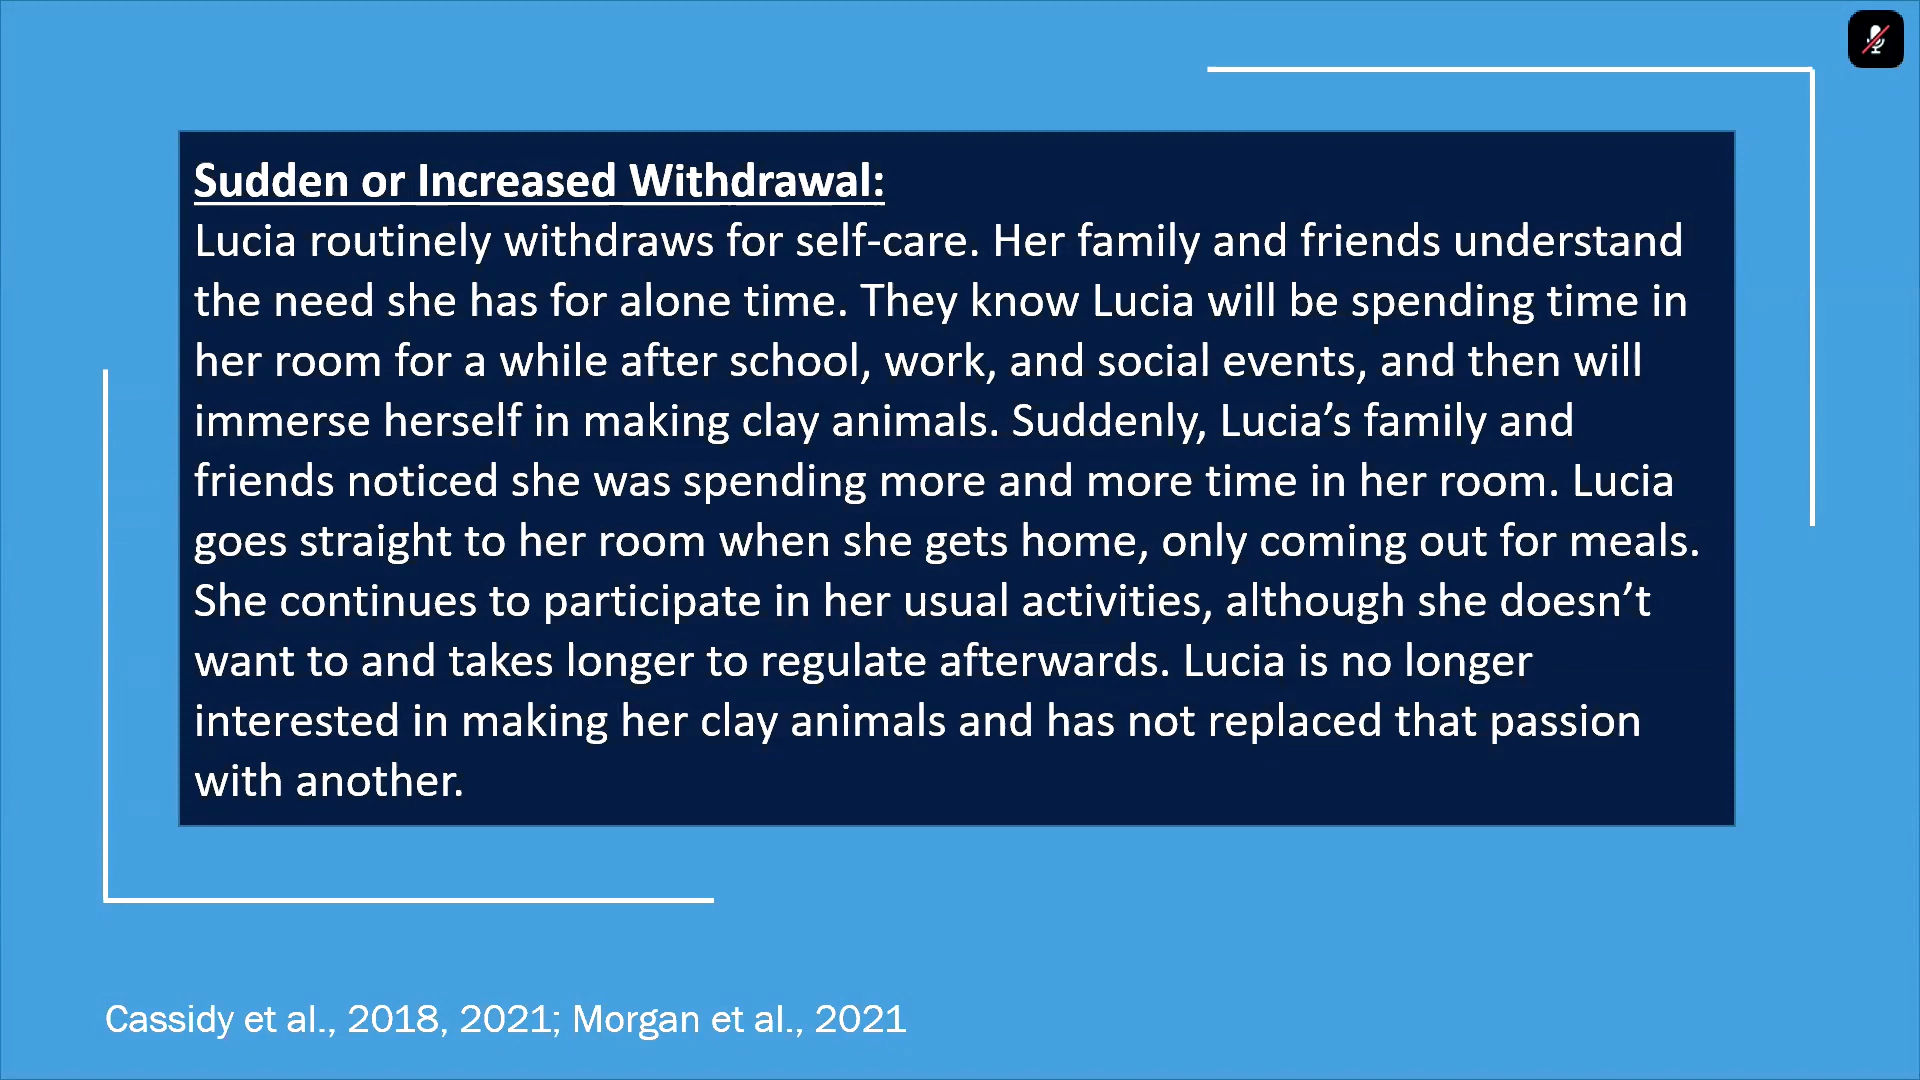 Sudden or Increased Withdrawal:
Lucia routinely withdraws for self-care. Her family and friends understand
the need she has for alone time. They know Lucia will be spending time in
her room for a while after school, work, and social events, and then will
immerse herself in making clay animals. Suddenly, Lucia’s family and
friends noticed she was spending more and more time in her room. Lucia
goes straight to her room when she gets home, only coming out for meals.
She continues to participate in her usual activities, although she doesn’t
want to and takes longer to regulate afterwards. Lucia is no longer
interested in making her clay animals and has not replaced that passion
with another.
Cassidy et al., 2018, 2021; Morgan et al., 2021